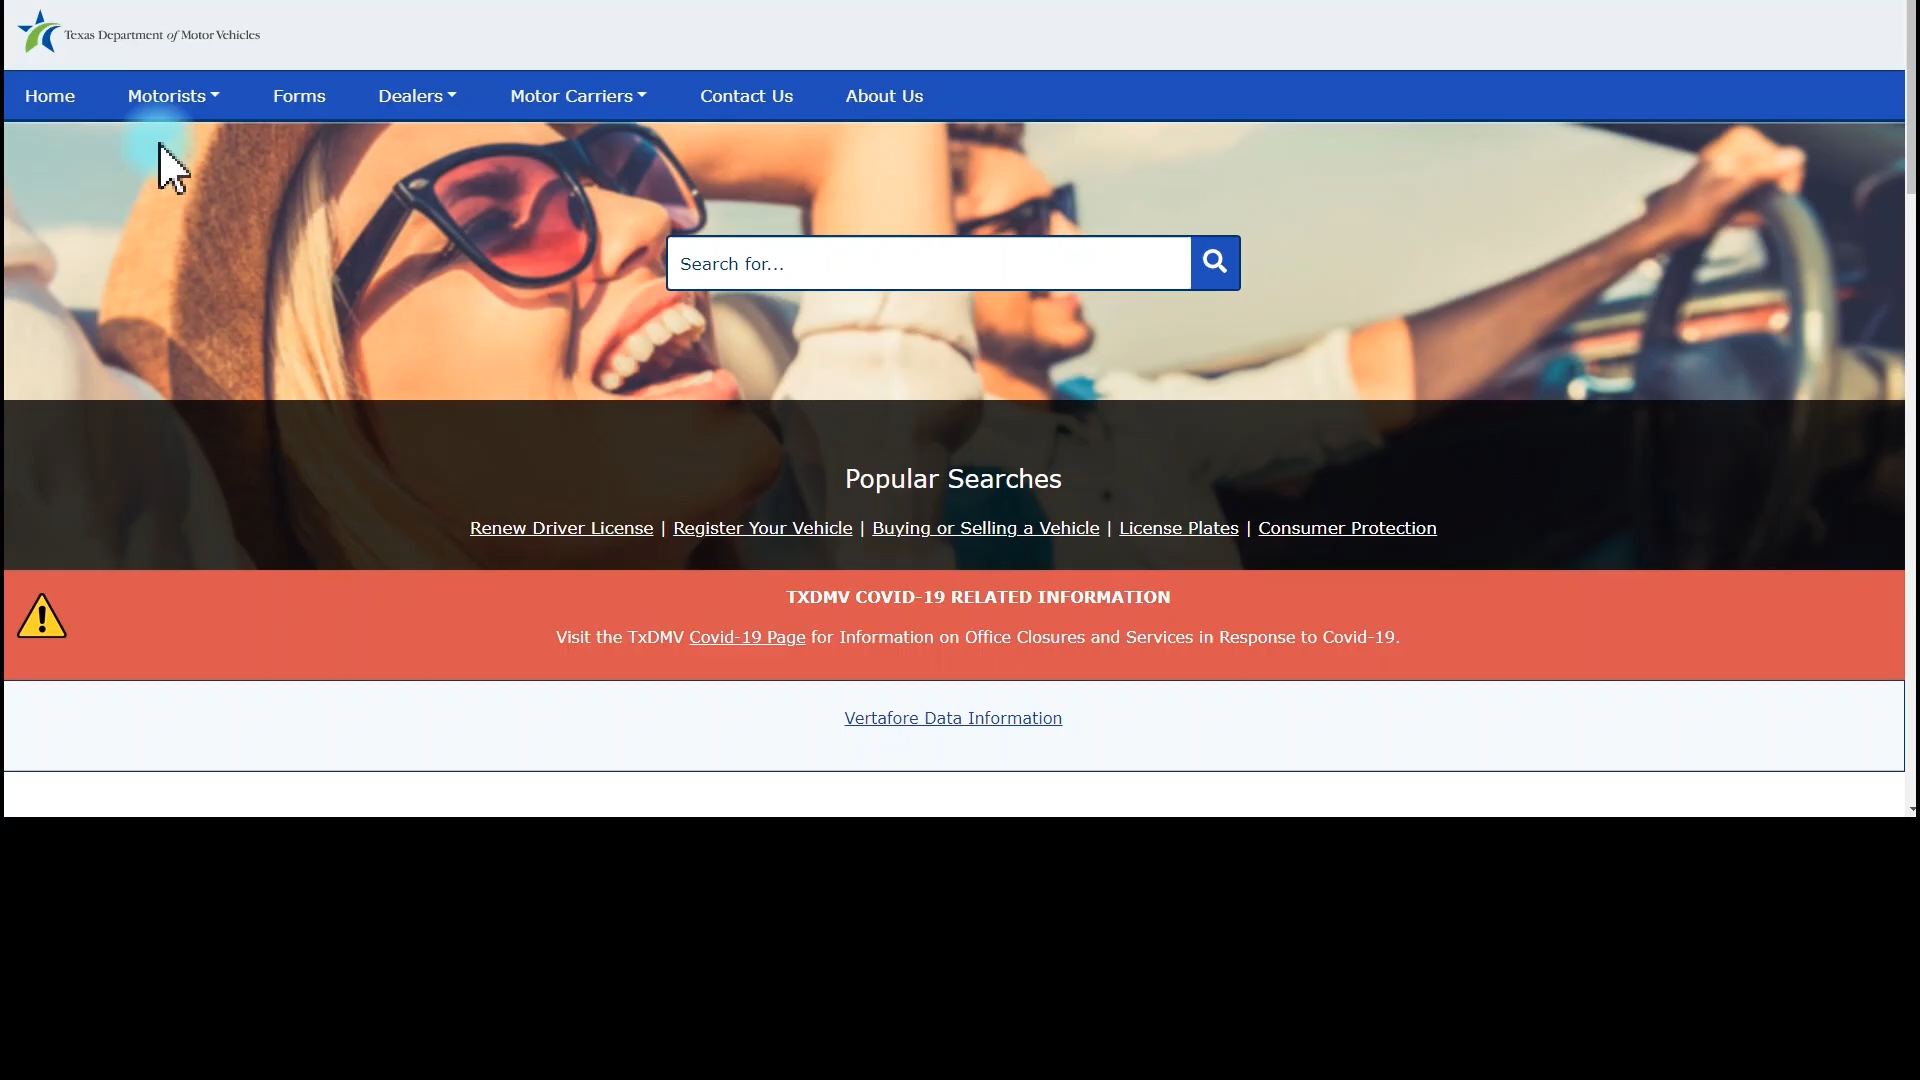 Texas Department of Motor Vehicles
Home Motorists Forms Dealers Motor Carriers Contact Us About Us
Search for...
Popular Searches
Renew Driver License | Register Your Vehicle | Buying or Selling a Vehicle | License Plates | Consumer Protection
TXDMV COVID-19 RELATED INFORMATION
Visit the TxDMV Covid-19 Page for Information on Office Closures and Services in Response to Covid-19.
Vertafore Data Information